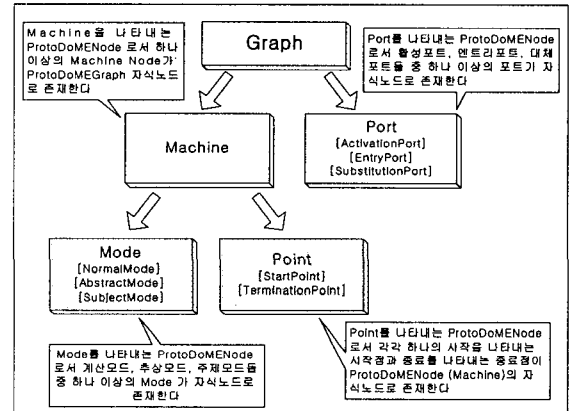 Machine을 나타내는
ProtoDoMENode 로서 하나
이상의 Machine Node가
ProtoDoMEGraph 자식노드
로 존재한다
Graph
Port를 나타내는 ProtoDoMENode
로서 활성포트, 엔트리포트, 대체
포트들 중 하나 이상의 포트가 자
식노드로 존재한다
Machine
Port
[ActivationPort]
[EntryPort]
[SubstitutionPort]
Mode
[NormalMode]
[AbstractMode]
[SubjectMode]
Point
[StartPoint]
[TerminationPoint]
Mode를 나타내는 ProtoDoMENode
로서 계산모드, 추상모드, 주제모드들
중 하나 이상의 Mode 가 자식노드로
존재한다
Point를 나타내는 ProtoDoMENode
로서 각각 하나의 시작을 나타내는
시작점과 종료를 나타내는 종료점이
ProtoDoMENode (Machine)의 자
식노드로 존재한다